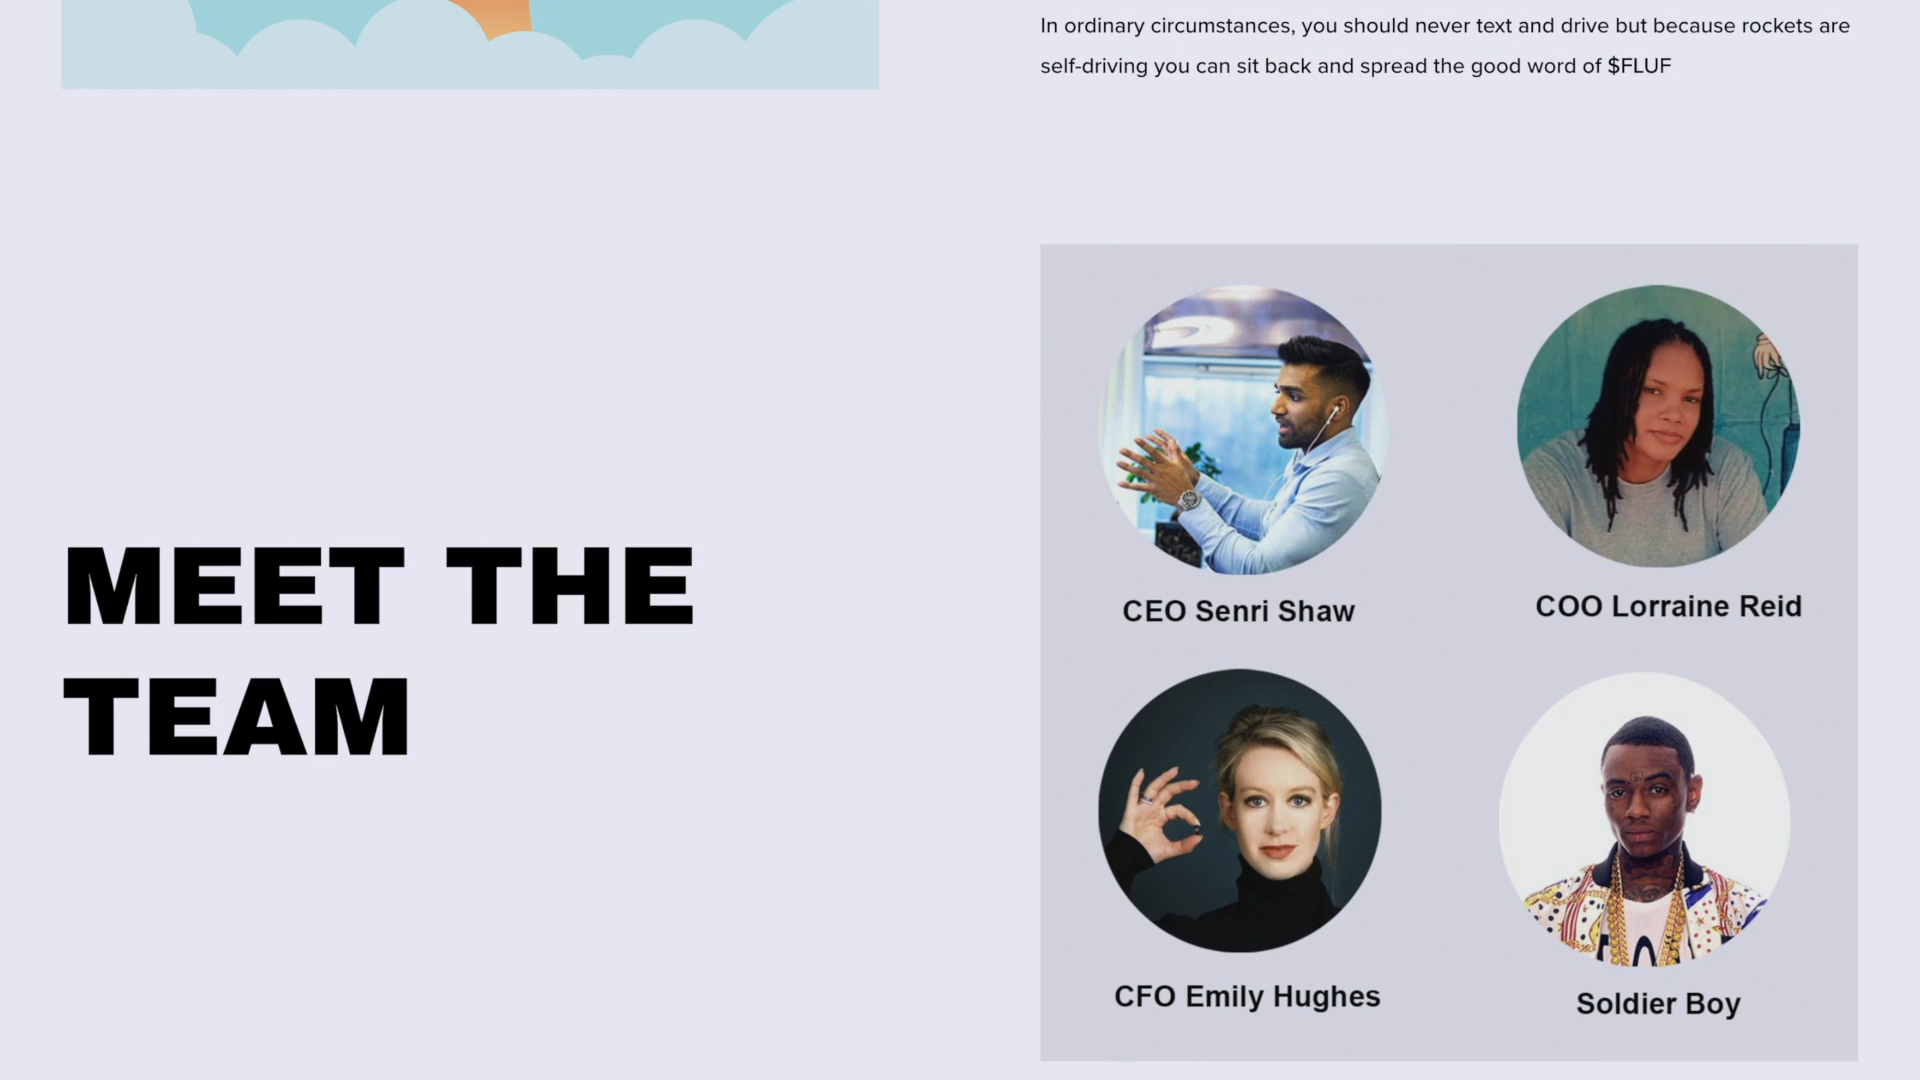 In ordinary circumstances, you should never text and drive but because rockets are
self-driving you can sit back and spread the good word of $FLUF
MEET THE
TEAM
CEO Senri Shaw
COO Lorraine Reid
CFO Emily Hughes
Soldier Boy